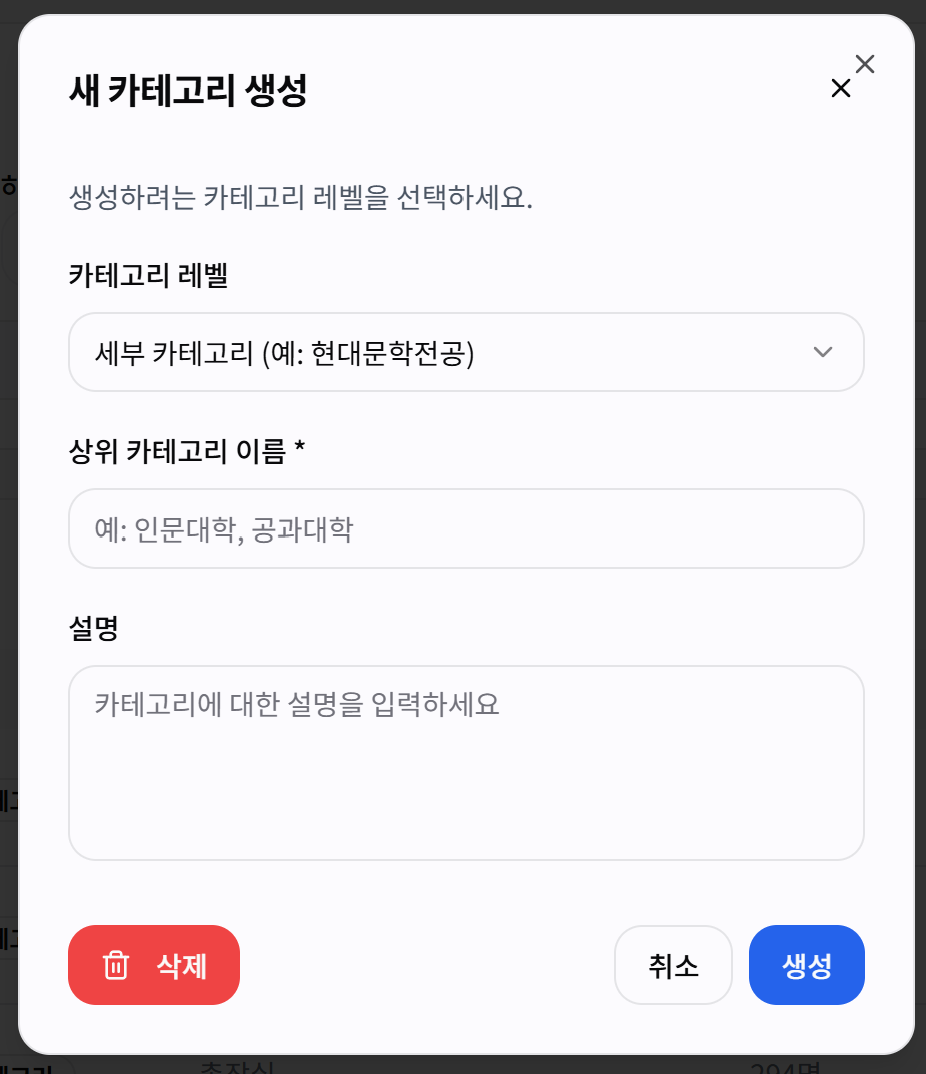 새 카테고리 생성
생성하려는 카테고리 레벨을 선택하세요.
카테고리 레벨
세부 카테고리 (예: 현대문학전공)
상위 카테고리 이름 *
예: 인문대학, 공과대학
설명
카테고리에 대한 설명을 입력하세요
삭제
취소
생성